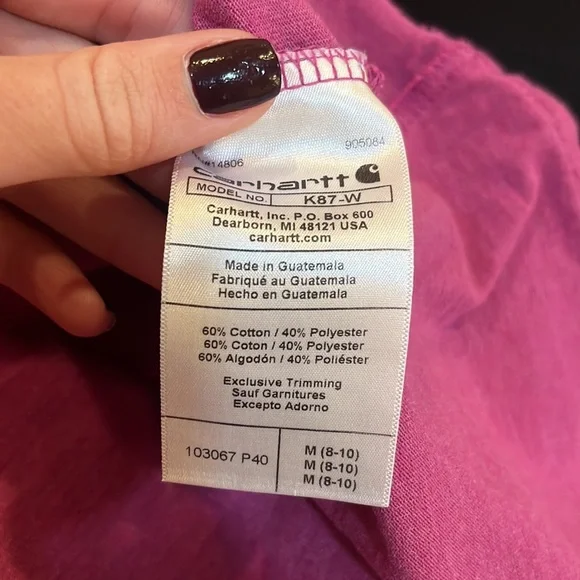 905084
14806
carhartt
MODEL NO. K87-W
Carhartt, Inc. P.O. Box 600
Dearborn, MI 48121 USA
carhartt.com
Made in Guatemala
Fabriqué au Guatemala
Hecho en Guatemala
60% Cotton / 40% Polyester
60% Coton / 40% Polyester
60% Algodón / 40% Poliéster
Exclusive Trimming
Sauf Garnitures
Excepto Adorno
103067 P40
M (8-10)
M (8-10)
M (8-10)